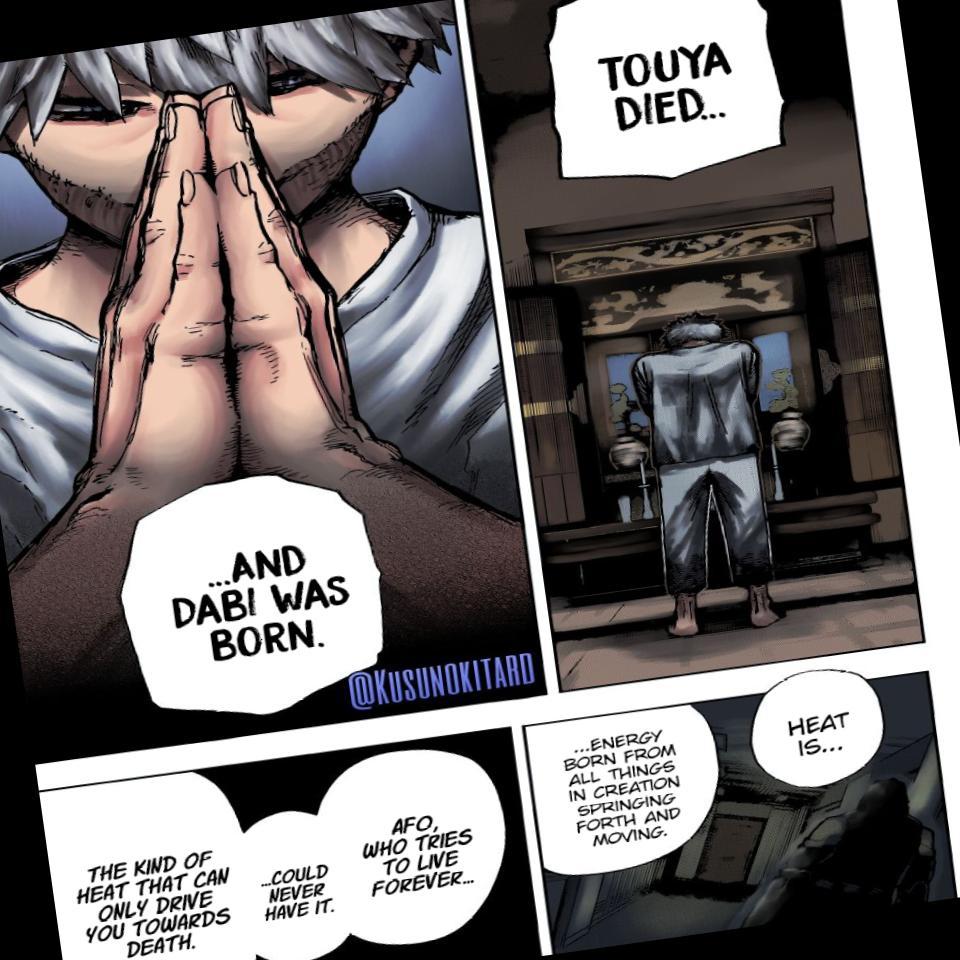 TOUYA
DIED...
...AND
DABI WAS
BORN.
@KUSUNOKITARD
HEAT
IS...
...ENERGY
BORN FROM
ALL THINGS
IN CREATION
SPRINGING
FORTH AND
MOVING.
AFO,
WHO TRIES
TO LIVE
FOREVER...
...COULD
NEVER
HAVE IT.
THE KIND OF
HEAT THAT CAN
ONLY DRIVE
YOU TOWARDS
DEATH.